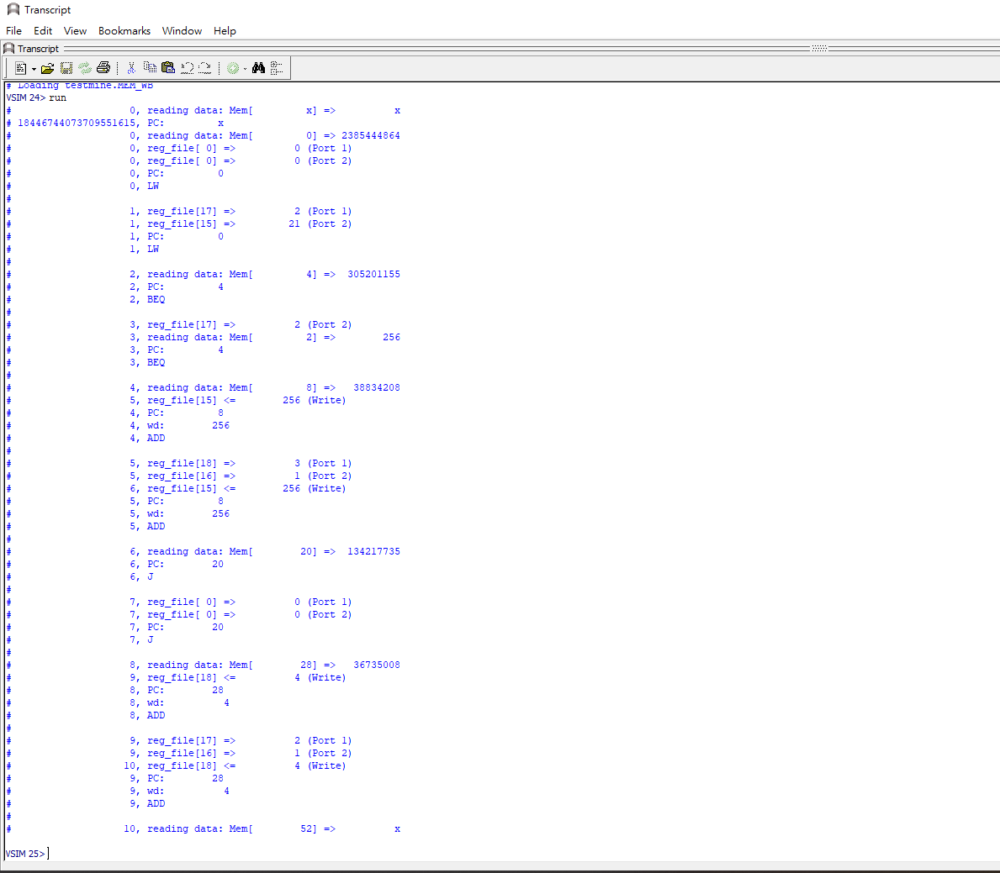 Transcript
File Edit View Bookmarks Window Help
Transcript
# Loading testmine.MEM_WB
VSIM 24> run
#                    0, reading data: Mem[         x] =>          x
# 18446744073709551615, PC:         x
#                    0, reading data: Mem[         0] => 2385444864
#                    0, reg_file[ 0] =>          0 (Port 1)
#                    0, reg_file[ 0] =>          0 (Port 2)
#                    0, PC:         0
#                    0, LW
#
#                    1, reg_file[17] =>          2 (Port 1)
#                    1, reg_file[15] =>         21 (Port 2)
#                    1, PC:         0
#                    1, LW
#
#                    2, reading data: Mem[         4] =>  305201155
#                    2, PC:         4
#                    2, BEQ
#
#                    3, reg_file[17] =>          2 (Port 2)
#                    3, reading data: Mem[         2] =>        256
#                    3, PC:         4
#                    3, BEQ
#
#                    4, reading data: Mem[         8] =>   38834208
#                    5, reg_file[15] <=        256 (Write)
#                    4, PC:         8
#                    4, wd:        256
#                    4, ADD
#
#                    5, reg_file[18] =>          3 (Port 1)
#                    5, reg_file[16] =>          1 (Port 2)
#                    6, reg_file[15] <=        256 (Write)
#                    5, PC:         8
#                    5, wd:        256
#                    5, ADD
#
#                    6, reading data: Mem[        20] =>  134217735
#                    6, PC:        20
#                    6, J
#
#                    7, reg_file[ 0] =>          0 (Port 1)
#                    7, reg_file[ 0] =>          0 (Port 2)
#                    7, PC:        20
#                    7, J
#
#                    8, reading data: Mem[        28] =>   36735008
#                    9, reg_file[18] <=          4 (Write)
#                    8, PC:        28
#                    8, wd:          4
#                    8, ADD
#
#                    9, reg_file[17] =>          2 (Port 1)
#                    9, reg_file[16] =>          1 (Port 2)
#                   10, reg_file[18] <=          4 (Write)
#                    9, PC:        28
#                    9, wd:          4
#                    9, ADD
#
#                   10, reading data: Mem[        52] =>          x
VSIM 25>